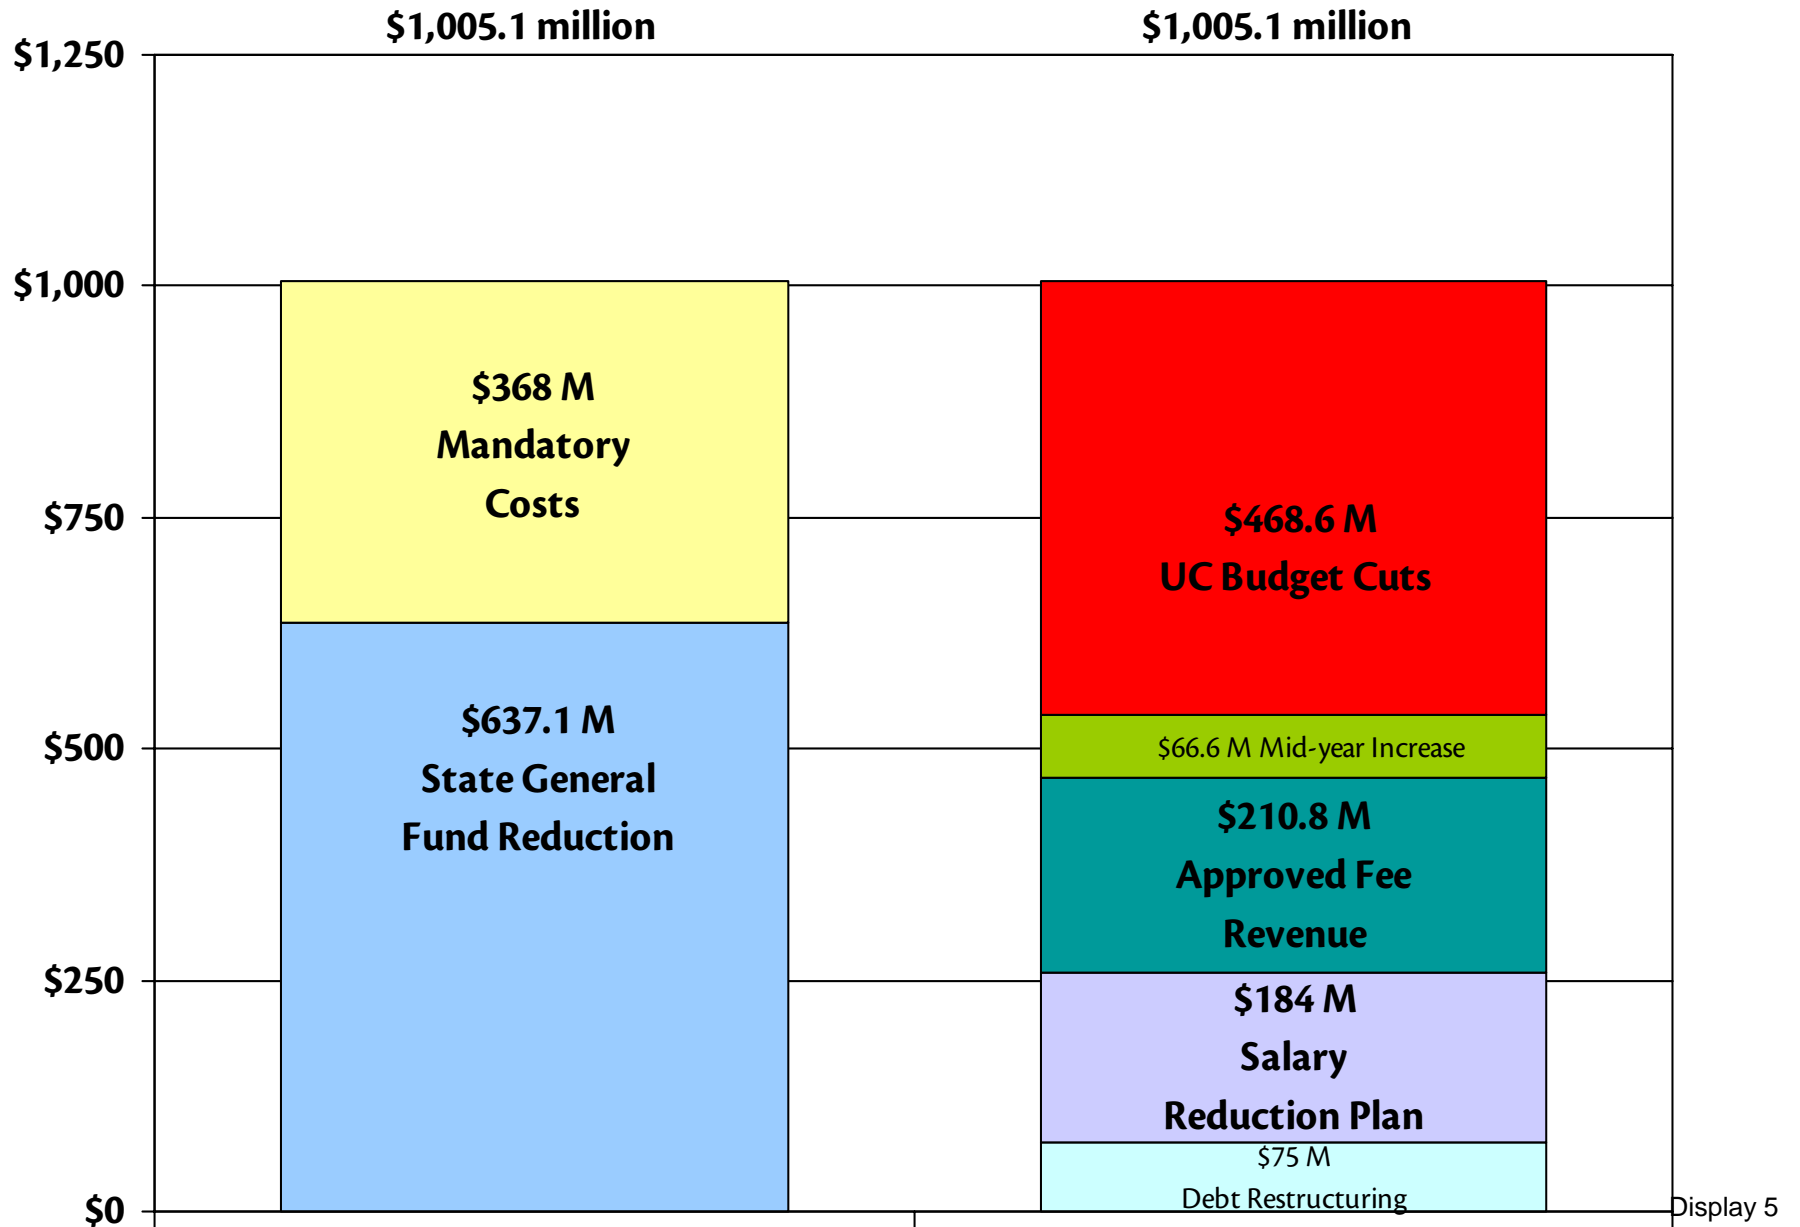 $1,005.1 million
$1,005.1 million
$1,250
$1,000
$750
$500
$250
$0
$368 M
Mandatory
Costs
$637.1 M
State General
Fund Reduction
$468.6 M
UC Budget Cuts
$66.6 M Mid-year Increase
$210.8 M
Approved Fee
Revenue
$184 M
Salary
Reduction Plan
$75 M
Debt Restructuring
Display 5